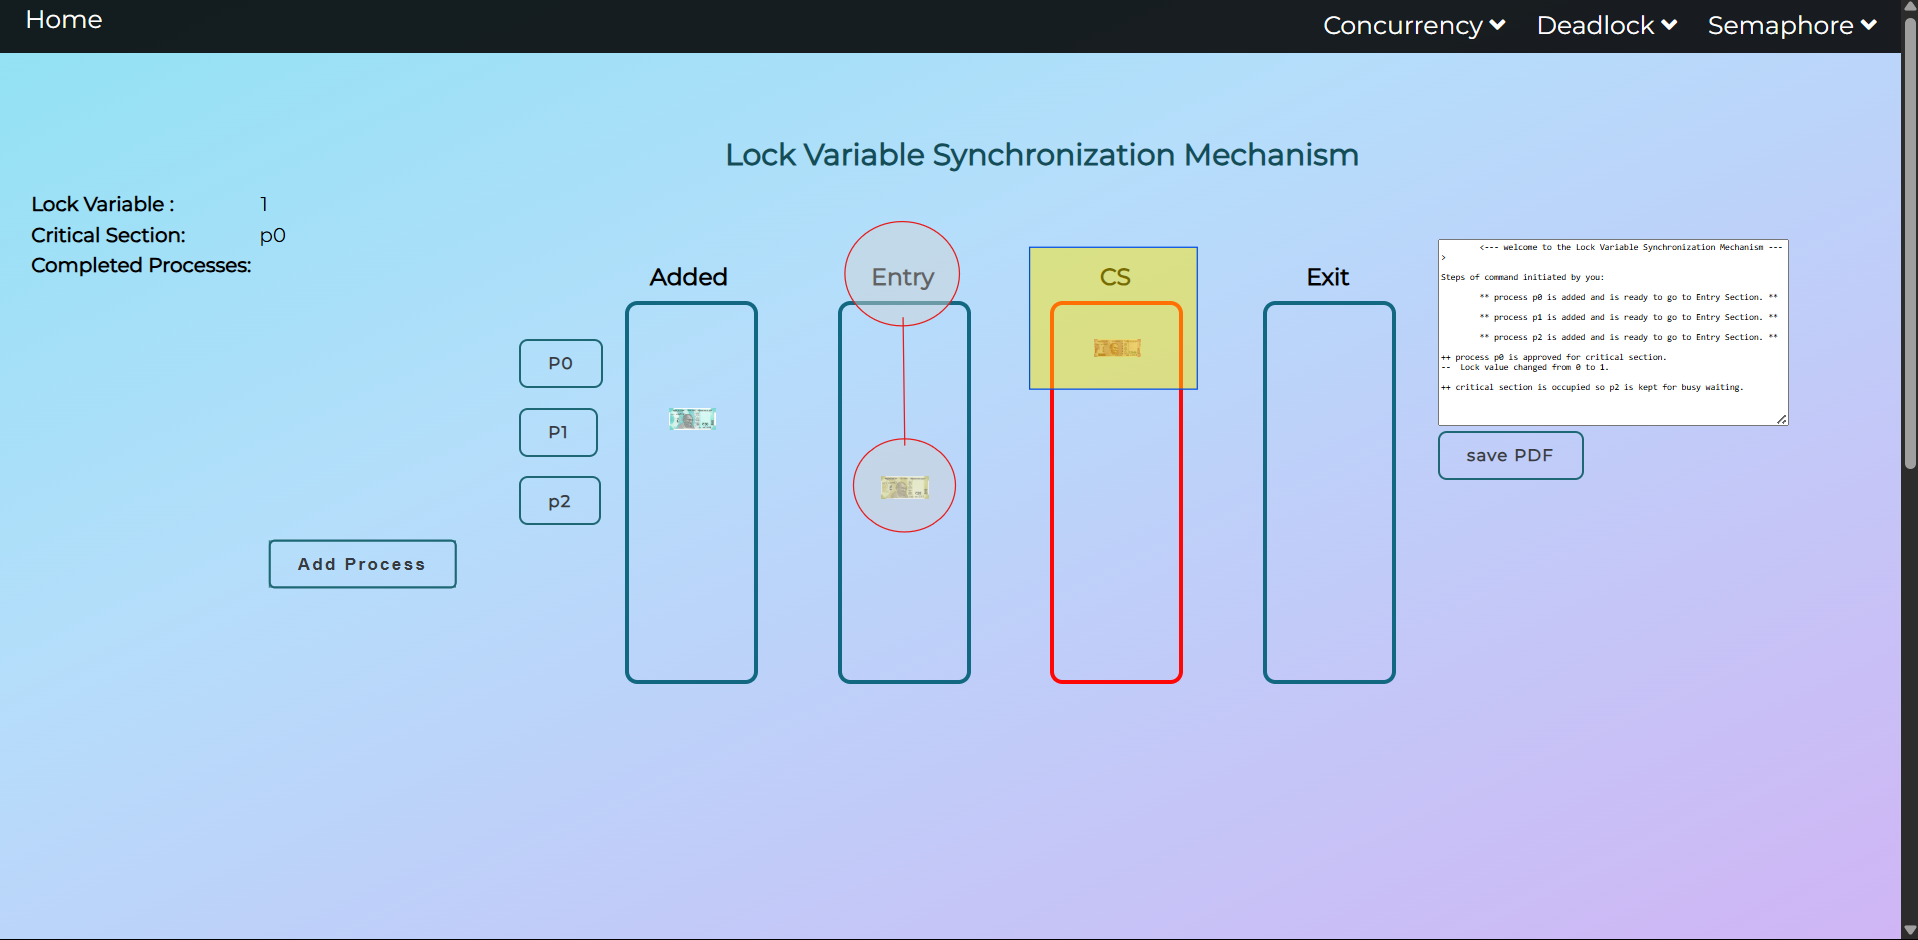 Home
Concurrency
Deadlock
Semaphore
Lock Variable Synchronization Mechanism
Lock Variable :
1
Critical Section:
p0
Completed Processes:
Added
Entry
CS
Exit
P0
P1
p2
Add Process
<--- welcome to the Lock Variable Synchronization Mechanism ---
>
Steps of command initiated by you:
** process p0 is added and is ready to go to Entry Section. **
** process p1 is added and is ready to go to Entry Section. **
** process p2 is added and is ready to go to Entry Section. **
++ process p0 is approved for critical section.
-- Lock value changed from 0 to 1.
++ critical section is occupied so p2 is kept for busy waiting.
save PDF